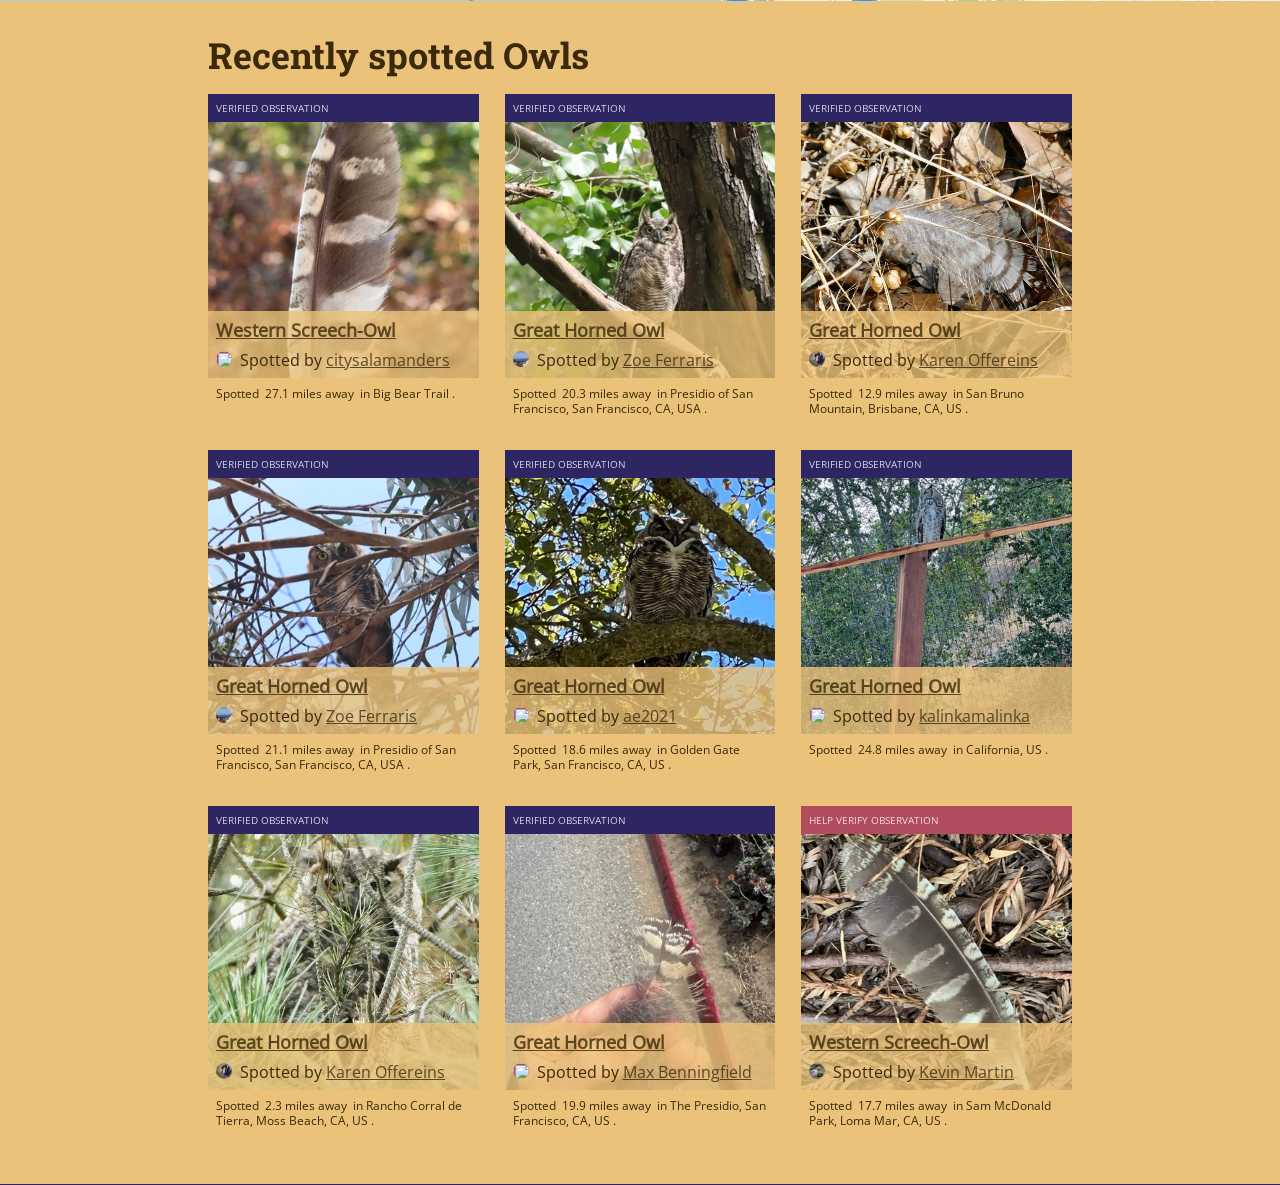 Recently spotted Owls
VERIFIED OBSERVATION
Western Screech-Owl
Spotted by citysalamanders
Spotted 27.1 miles away in Big Bear Trail .
VERIFIED OBSERVATION
Great Horned Owl
Spotted by Zoe Ferraris
Spotted 20.3 miles away in Presidio of San
Francisco, San Francisco, CA, USA .
VERIFIED OBSERVATION
Great Horned Owl
Spotted by Karen Offereins
Spotted 12.9 miles away in San Bruno
Mountain, Brisbane, CA, US .
VERIFIED OBSERVATION
Great Horned Owl
Spotted by Zoe Ferraris
Spotted 21.1 miles away in Presidio of San
Francisco, San Francisco, CA, USA .
VERIFIED OBSERVATION
Great Horned Owl
Spotted by ae2021
Spotted 18.6 miles away in Golden Gate
Park, San Francisco, CA, US .
VERIFIED OBSERVATION
Great Horned Owl
Spotted by kalinkamalinka
Spotted 24.8 miles away in California, US .
VERIFIED OBSERVATION
Great Horned Owl
Spotted by Karen Offereins
Spotted 2.3 miles away in Rancho Corral de
Tierra, Moss Beach, CA, US .
VERIFIED OBSERVATION
Great Horned Owl
Spotted by Max Benningfield
Spotted 19.9 miles away in The Presidio, San
Francisco, CA, US .
HELP VERIFY OBSERVATION
Western Screech-Owl
Spotted by Kevin Martin
Spotted 17.7 miles away in Sam McDonald
Park, Loma Mar, CA, US .